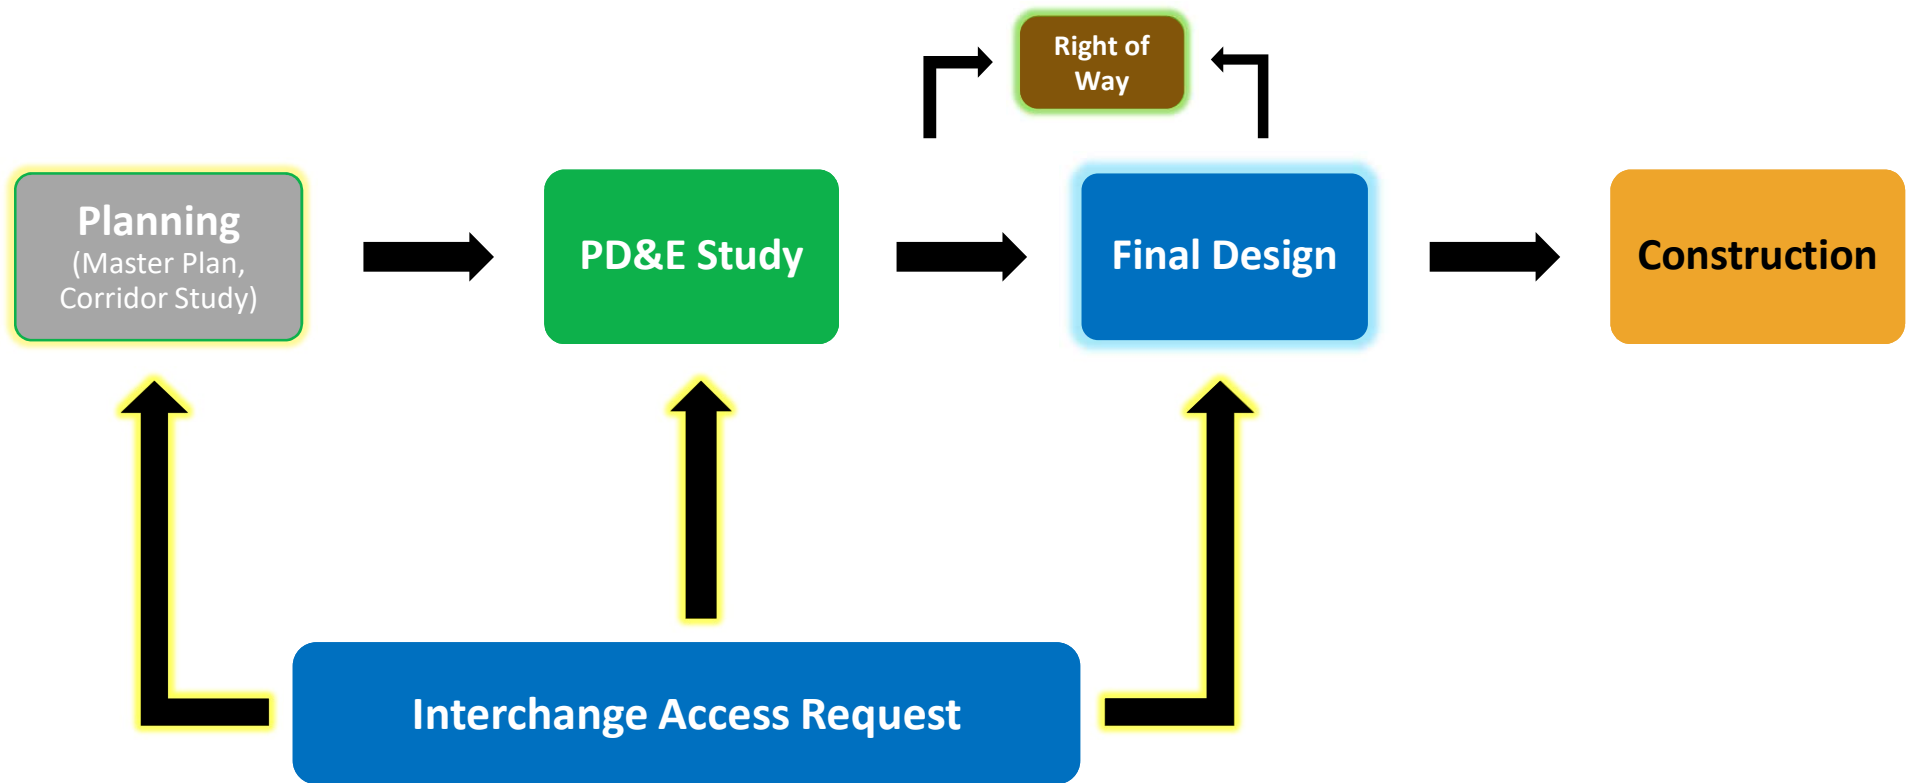 Right of
Way
Planning
(Master Plan,
Corridor Study)
PD&E Study
Final Design
Construction
Interchange Access Request